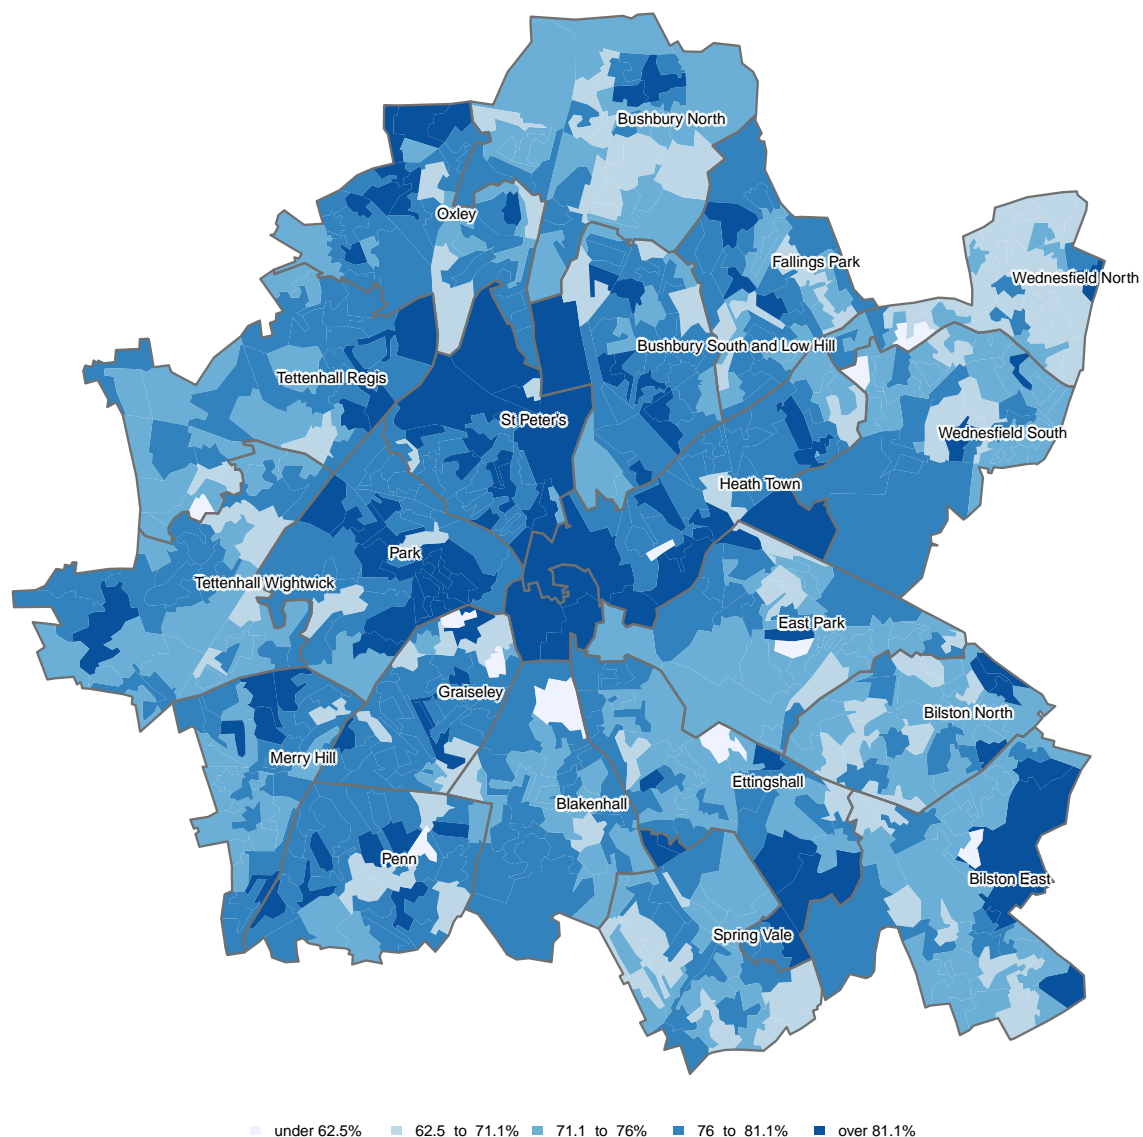 Bushbury North
Oxley
Fallings Park
Wednesfield North
Bushbury South and Low Hill
Tettenhall Regis
St Peter's
Wednesfield South
Heath Town
Park
Tettenhall Wightwick
East Park
Graiseley
Bilston North
Merry Hill
Ettingshall
Blakenhall
Penn
Bilston East
Spring Vale
under 62.5% 62.5 to 71.1% 71.1 to 76% 76 to 81.1% over 81.1%